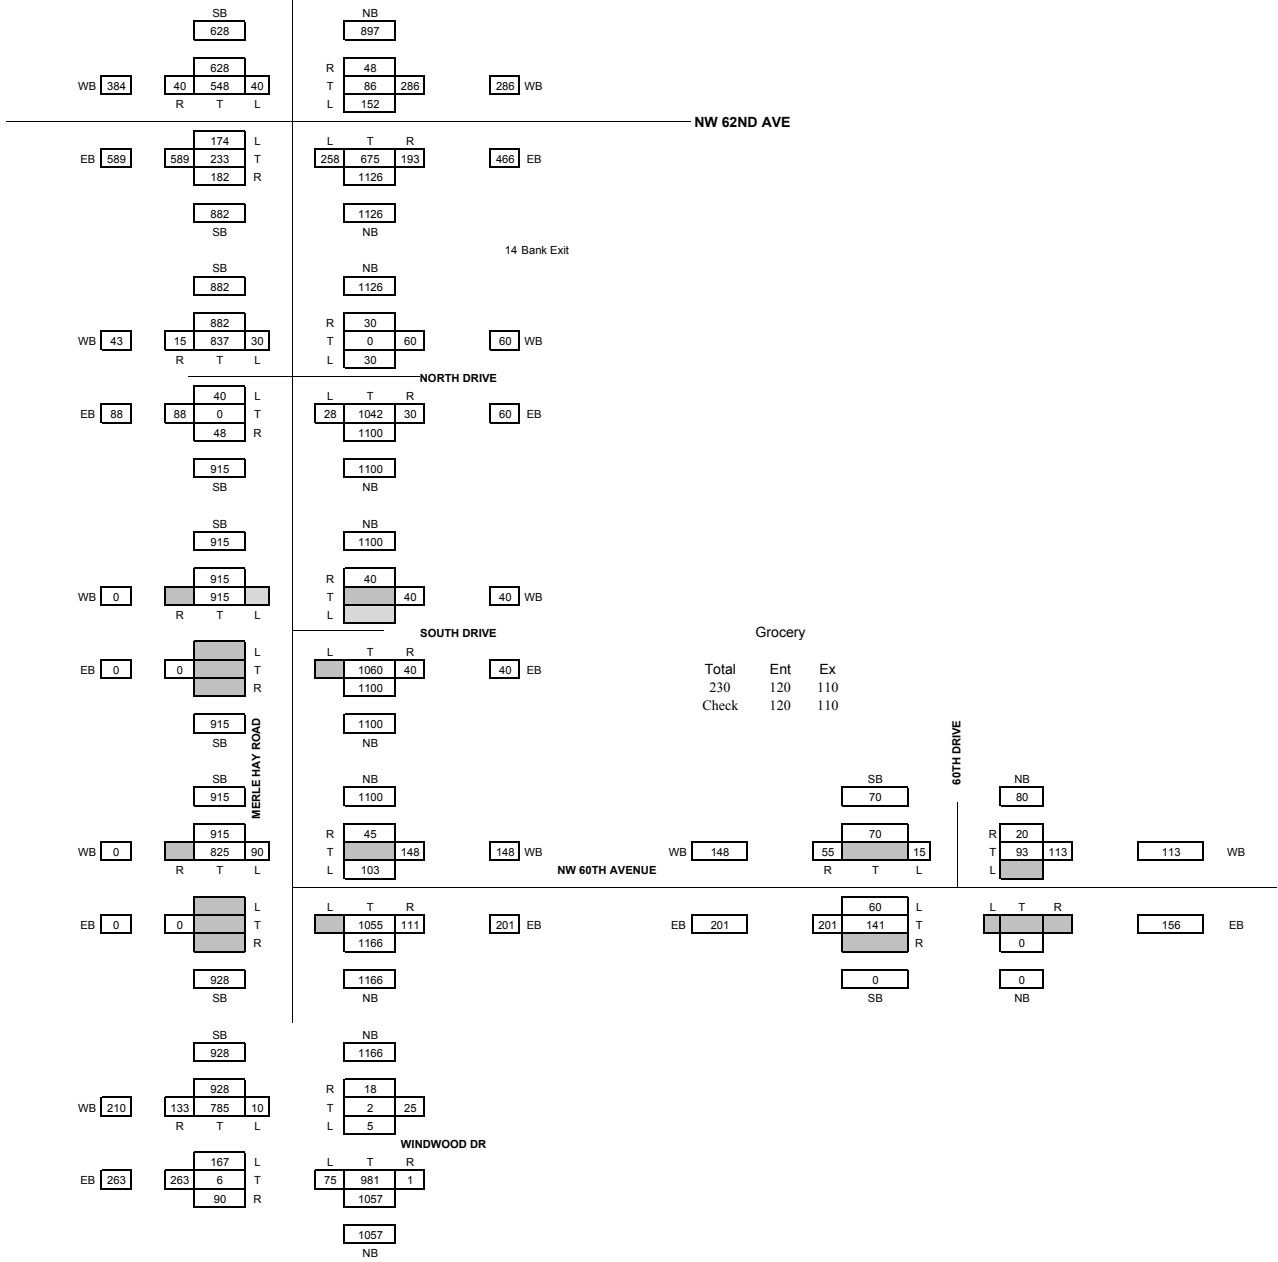 SB NB
628 897
628 R 48
WB 384 40 548 40 T 86 286 286 WB
R T L L 152
NW 62ND AVE
174 L L T R
EB 589 589 233 T 258 675 193 466 EB
182 R 1126
882 1126
SB NB
14 Bank Exit
SB NB
882 1126
882 R 30
WB 43 15 837 30 T 0 60 60 WB
R T L L 30
NORTH DRIVE
40 L L T R
EB 88 88 0 T 28 1042 30 60 EB
48 R 1100
915 1100
SB NB
SB NB
915 1100
915 R 40
WB 0 915 T 40 40 WB
R T L L
SOUTH DRIVE Grocery
L L T R
EB 0 0 T 1060 40 40 EB Total Ent Ex
R 1100 230 120 110
Check 120 110
915 1100
SB NB
MERLE HAY ROAD
60TH DRIVE
SB NB SB NB
915 1100 70 80
915 R 45 70 R 20
WB 0 825 90 T 148 148 WB WB 148 55 15 T 93 113 113 WB
R T L L 103 NW 60TH AVENUE R T L L
L L T R 60 L L T R
EB 0 0 T 1055 111 201 EB EB 201 201 141 T 156 EB
R 1166 R 0
928 1166 0 0
SB NB SB NB
SB NB
928 1166
928 R 18
WB 210 133 785 10 T 2 25
R T L L 5
WINDWOOD DR
167 L L T R
EB 263 263 6 T 75 981 1
90 R 1057
1057
NB